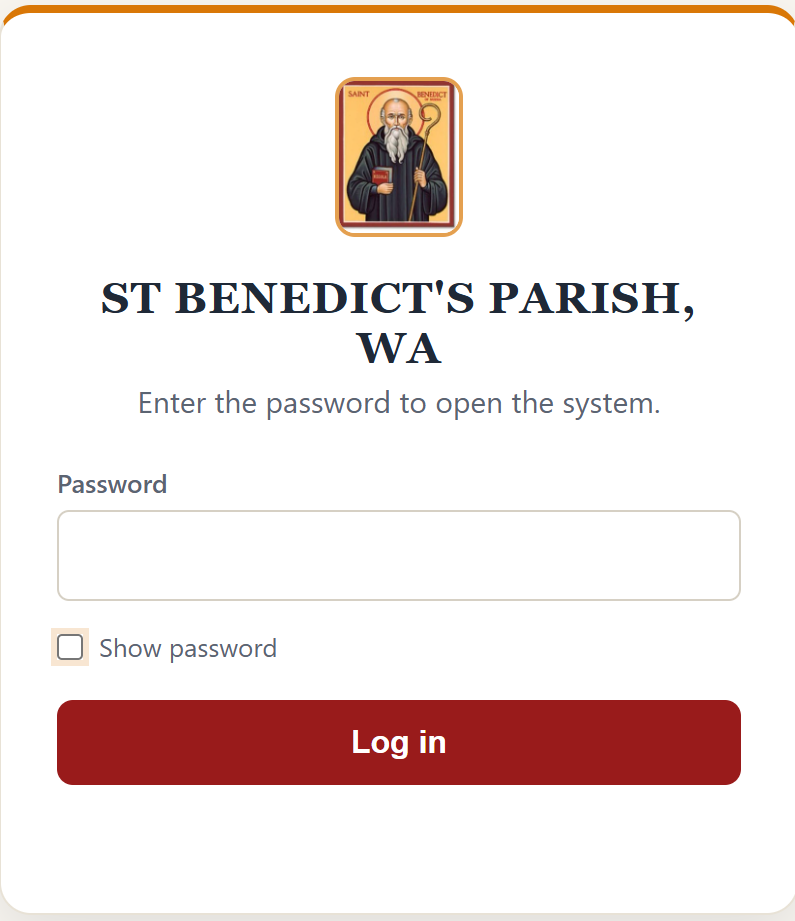 SAINT BENEDICT
ST BENEDICT'S PARISH,
WA
Enter the password to open the system.
Password
Show password
Log in